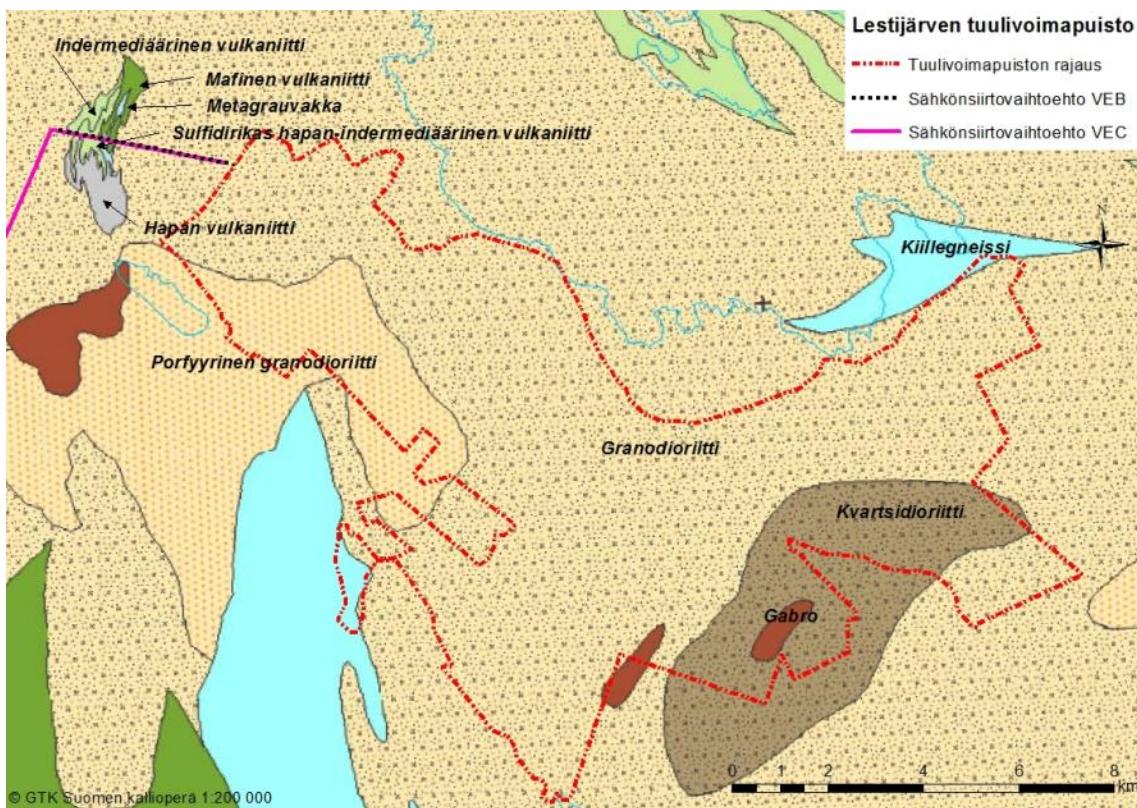 Lestijärven tuulivoimapuisto
Tuulivoimapuiston rajaus
Sähkönsiirtovaihtoehto VEB
Sähkönsiirtovaihtoehto VEC
Indermediäärinen vulkaniitti
Mafinen vulkaniitti
Metagrauvakka
Sulfidirikas hapan-indermediäärinen vulkaniitti
Hapan vulkaniitti
N
Kiillegneissi
Porfyyrinen granodioriitti
Granodioriitti
Kvartsidioriitti
Gabro
0 1 2 4 6 8
km
© GTK Suomen kallioperä 1:200 000